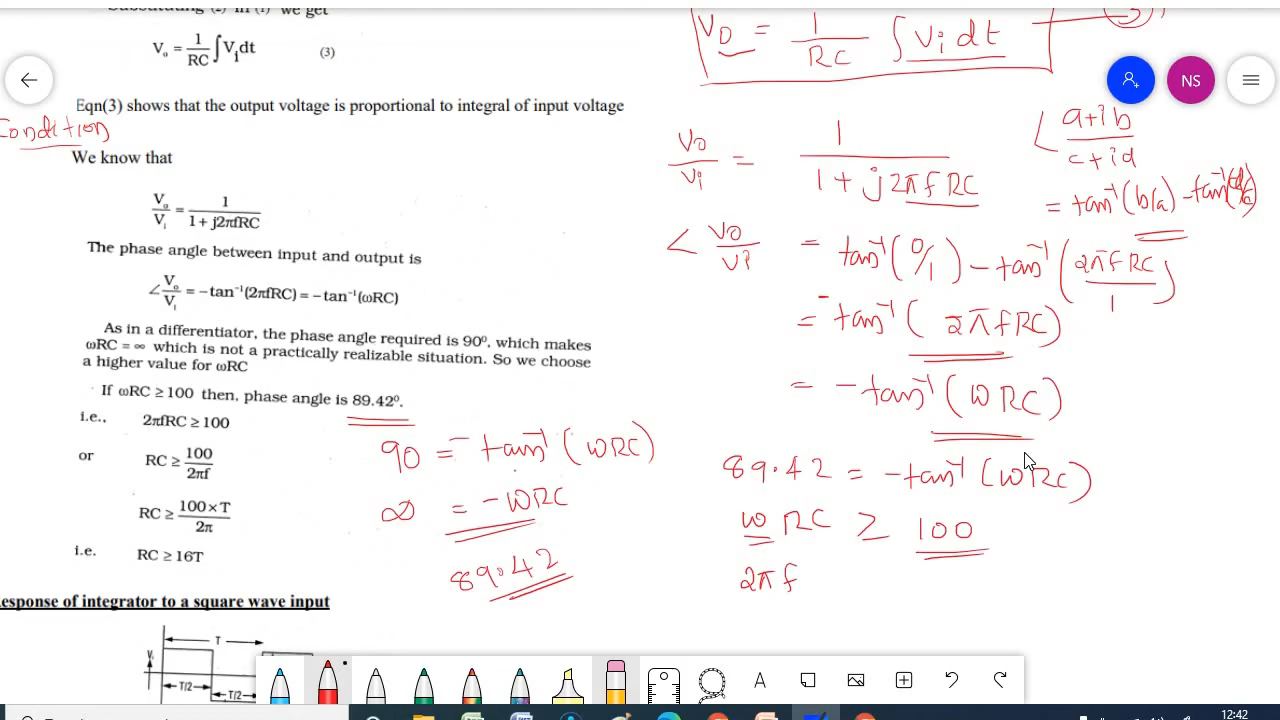 Substituting (2) in (1) we get
V₀ = 1/RC ∫Vᵢdt (3)
Eqn(3) shows that the output voltage is proportional to integral of input voltage
Condition
We know that
V₀/Vᵢ = 1/(1 + j2πfRC)
The phase angle between input and output is
∠V₀/Vᵢ = -tan⁻¹(2πfRC) = -tan⁻¹(ωRC)
As in a differentiator, the phase angle required is 90⁰, which makes
ωRC = ∞ which is not a practically realizable situation. So we choose
a higher value for ωRC
If ωRC ≥ 100 then, phase angle is 89.42⁰.
i.e., 2πfRC ≥ 100
or RC ≥ 100/2πf
RC ≥ 100×T/2π
i.e. RC ≥ 16T
90 = - tan⁻¹(ωRC)
∞ = -ωRC
89.42
esponse of integrator to a square wave input
T
Vᵢ
T/2
T/2
V₀ = 1/RC ∫Vᵢ dt
3
NS
V₀/Vᵢ = 1/(1 + j2πfRC)
∠ (a+ib)/(c+id)
= tan⁻¹(b/a) - tan⁻¹(d/c)
∠ V₀/Vᵢ = tan⁻¹(0/1) - tan⁻¹(2πfRC/1)
= - tan⁻¹(2πfRC)
= - tan⁻¹(ωRC)
89.42 = -tan⁻¹(ωRC)
ωRC ≥ 100
2πf
A
12:42